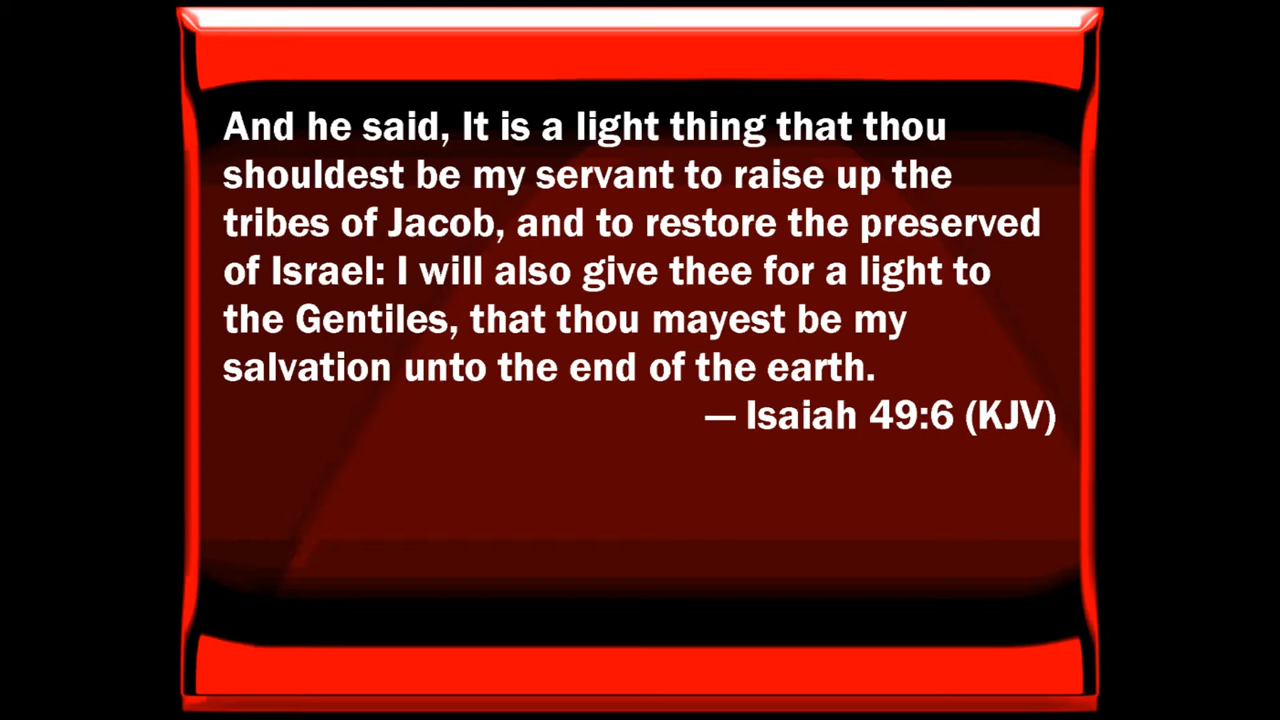 And he said, It is a light thing that thou
shouldest be my servant to raise up the
tribes of Jacob, and to restore the preserved
of Israel: I will also give thee for a light to
the Gentiles, that thou mayest be my
salvation unto the end of the earth.
— Isaiah 49:6 (KJV)